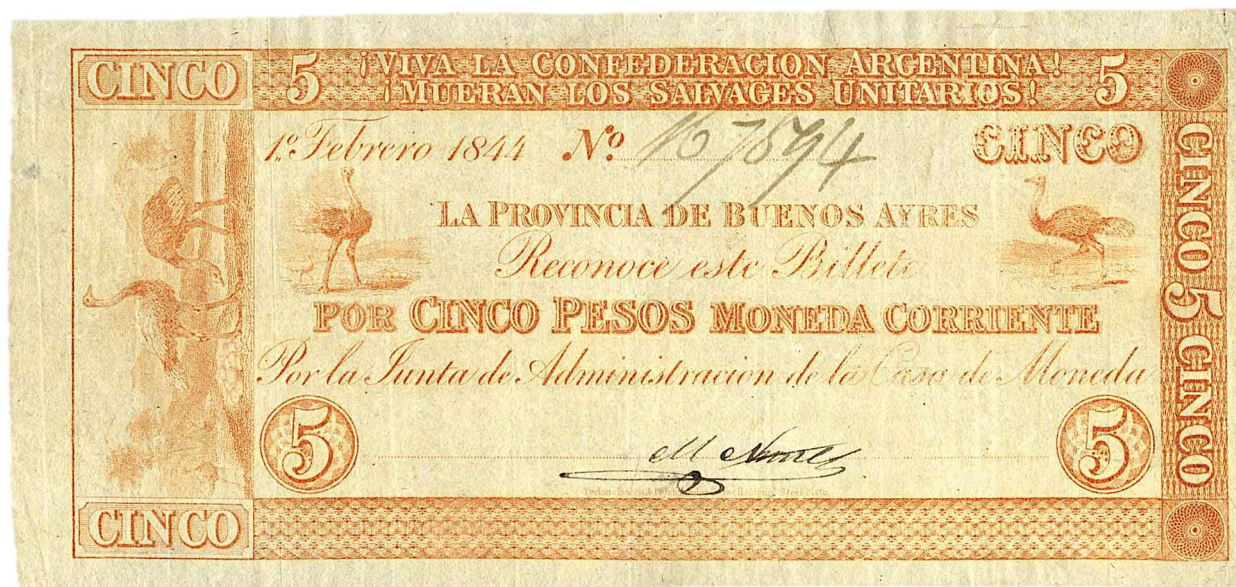 CINCO 5 ¡VIVA LA CONFEDERACION ARGENTINA! 5
¡MUERAN LOS SALVAGES UNITARIOS!
1º Febrero 1844 Nº 167594 CINCO
LA PROVINCIA DE BUENOS AYRES
Reconoce este Billete
POR CINCO PESOS MONEDA CORRIENTE
Por la Junta de Administracion de la Casa de Moneda
5 5
CINCO
CINCO 5 CINCO